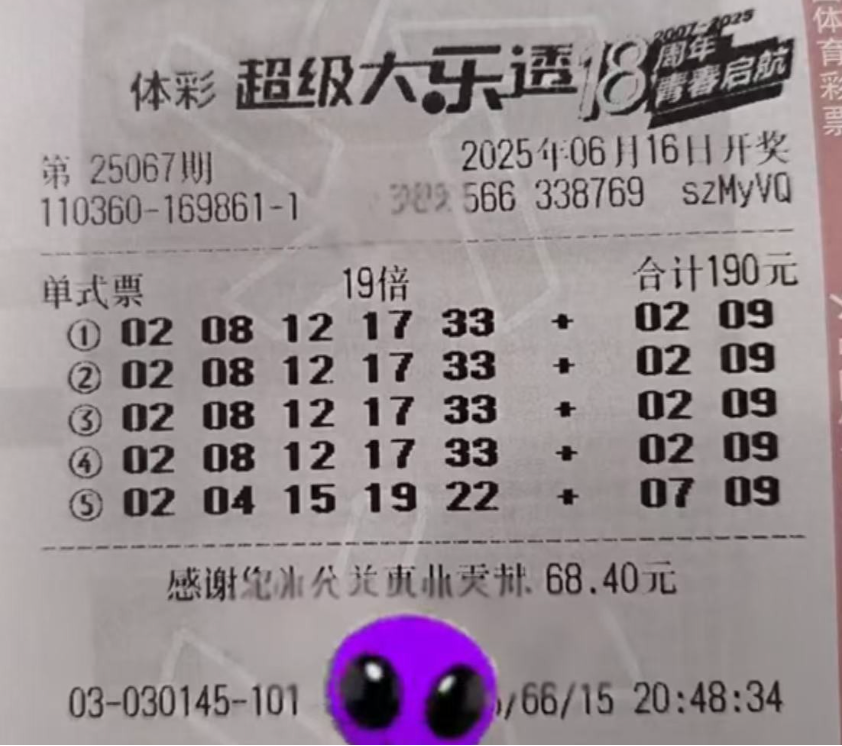 体彩 超级大乐透 18 2007-2025 周年 青春启航
第 25067期 2025年06月16日开奖
110360-169861-1 566 338769 szMyVQ
单式票 19倍 合计190元
① 02 08 12 17 33 + 02 09
② 02 08 12 17 33 + 02 09
③ 02 08 12 17 33 + 02 09
④ 02 08 12 17 33 + 02 09
⑤ 02 04 15 19 22 + 07 09
感谢 68.40元
03-030145-101 /66/15 20:48:34
体育彩票